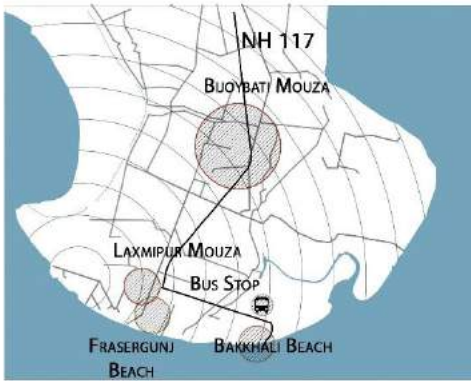 NH 117
BUOYBATI MOUZA
LAXMIPUR MOUZA
BUS STOP
FRASERGUNJ
BEACH
BAKKHALI BEACH